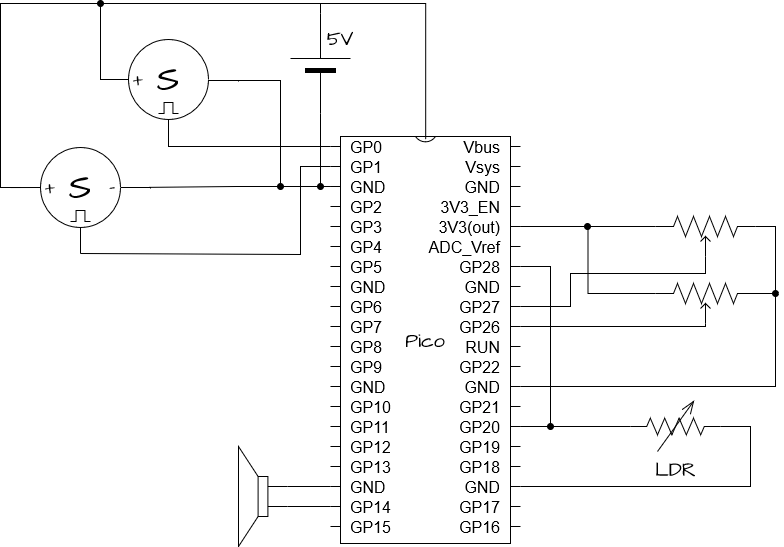 5V
+ S
+ S -
GP0 Vbus
GP1 Vsys
GND GND
GP2 3V3_EN
GP3 3V3(out)
GP4 ADC_Vref
GP5 GP28
GND GND
GP6 GP27
GP7 GP26
Pico
GP8 RUN
GP9 GP22
GND GND
GP10 GP21
GP11 GP20
GP12 GP19
GP13 GP18
LDR
GND GND
GP14 GP17
GP15 GP16